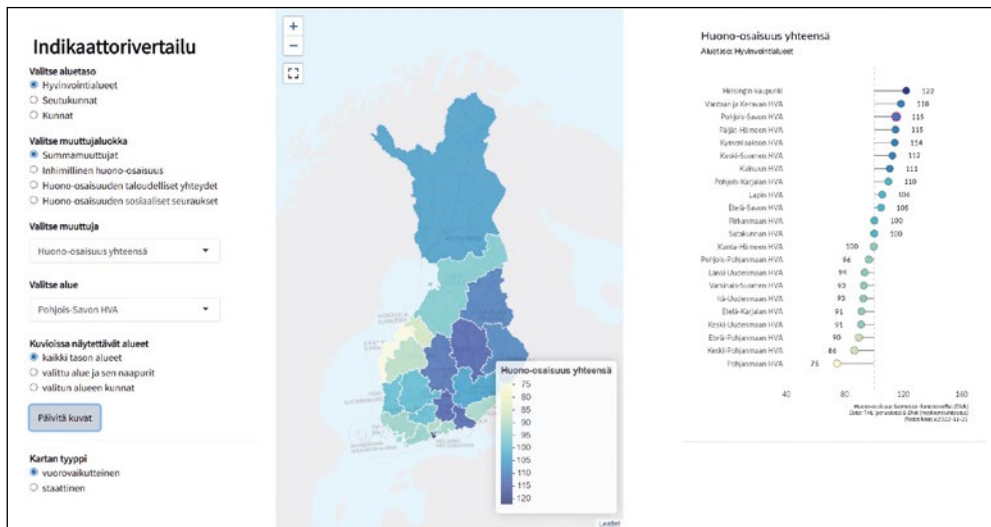 Indikaattorivertailu
Valitse aluetaso
Hyvinvointialueet
Seutukunnat
Kunnat
Valitse muuttujaluokka
Summamuuttujat
Inhimillinen huono-osaisuus
Huono-osaisuuden taloudelliset yhteydet
Huono-osaisuuden sosiaaliset seuraukset
Valitse muuttuja
Huono-osaisuus yhteensä
Valitse alue
Pohjois-Savon HVA
Kuvioissa näytettävät alueet
kaikki tason alueet
valittu alue ja sen naapurit
valitun alueen kunnat
Päivitä kuvat
Kartan tyyppi
vuorovaikutteinen
staattinen
+
−
Huono-osaisuus yhteensä
75
80
85
90
95
100
105
110
115
120
Leaflet
Huono-osaisuus yhteensä
Aluetaso: Hyvinvointialueet
Helsingin kaupunki 122
Vantaan ja Keravan HVA 118
Pohjois-Savon HVA 115
Päijät-Hämeen HVA 115
Kymenlaakson HVA 114
Keski-Suomen HVA 112
Kainuun HVA 111
Pohjois-Karjalan HVA 110
Lapin HVA 106
Etelä-Savon HVA 105
Pirkanmaan HVA 100
Satakunnan HVA 100
Kanta-Hämeen HVA 100
Pohjois-Pohjanmaan HVA 96
Länsi-Uudenmaan HVA 94
Varsinais-Suomen HVA 93
Itä-Uudenmaan HVA 93
Etelä-Karjalan HVA 91
Keski-Uudenmaan HVA 91
Etelä-Pohjanmaan HVA 90
Keski-Pohjanmaan HVA 86
Pohjanmaan HVA 75
40 80 120 160